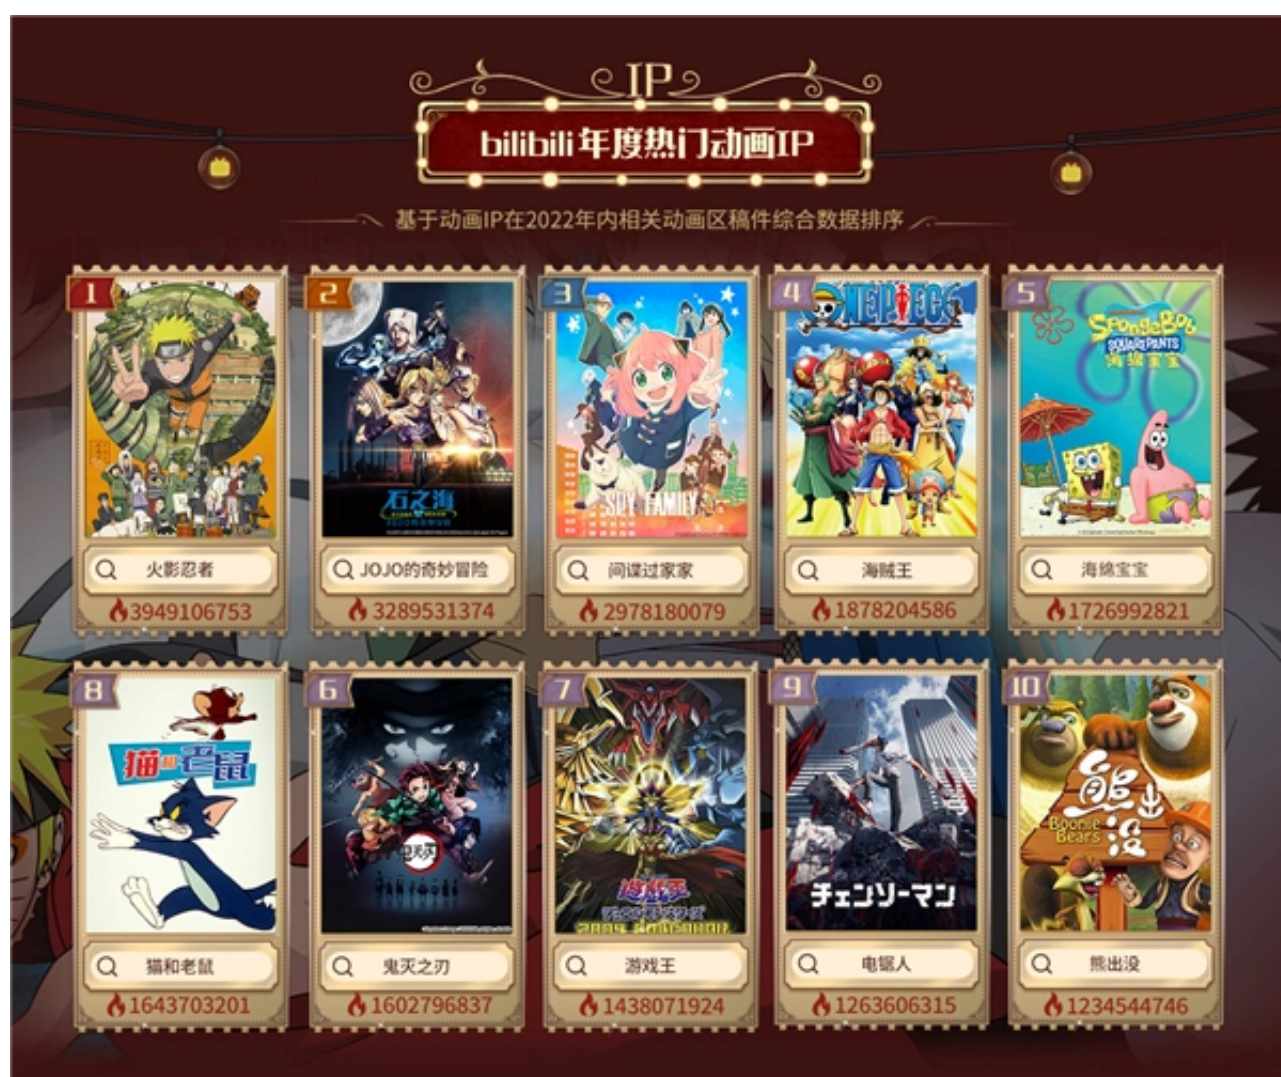 IP
bilibili年度热门动画IP
基于动画IP在2022年内相关动画区稿件综合数据排序
1
火影忍者
3949106753
2
石之海
JOJO的奇妙冒险
3289531374
3
SPY FAMILY
间谍过家家
2978180079
4
ONE PIECE
海贼王
1878204586
5
SpongeBob
SQUAREPANTS
海绵宝宝
海绵宝宝
1726992821
8
猫和老鼠
猫和老鼠
1643703201
6
鬼灭之刃
鬼灭之刃
1602796837
7
遊戯王
游戏王
1438071924
9
チェンソーマン
电锯人
1263606315
10
熊出没
Boonie
Bears
熊出没
1234544746